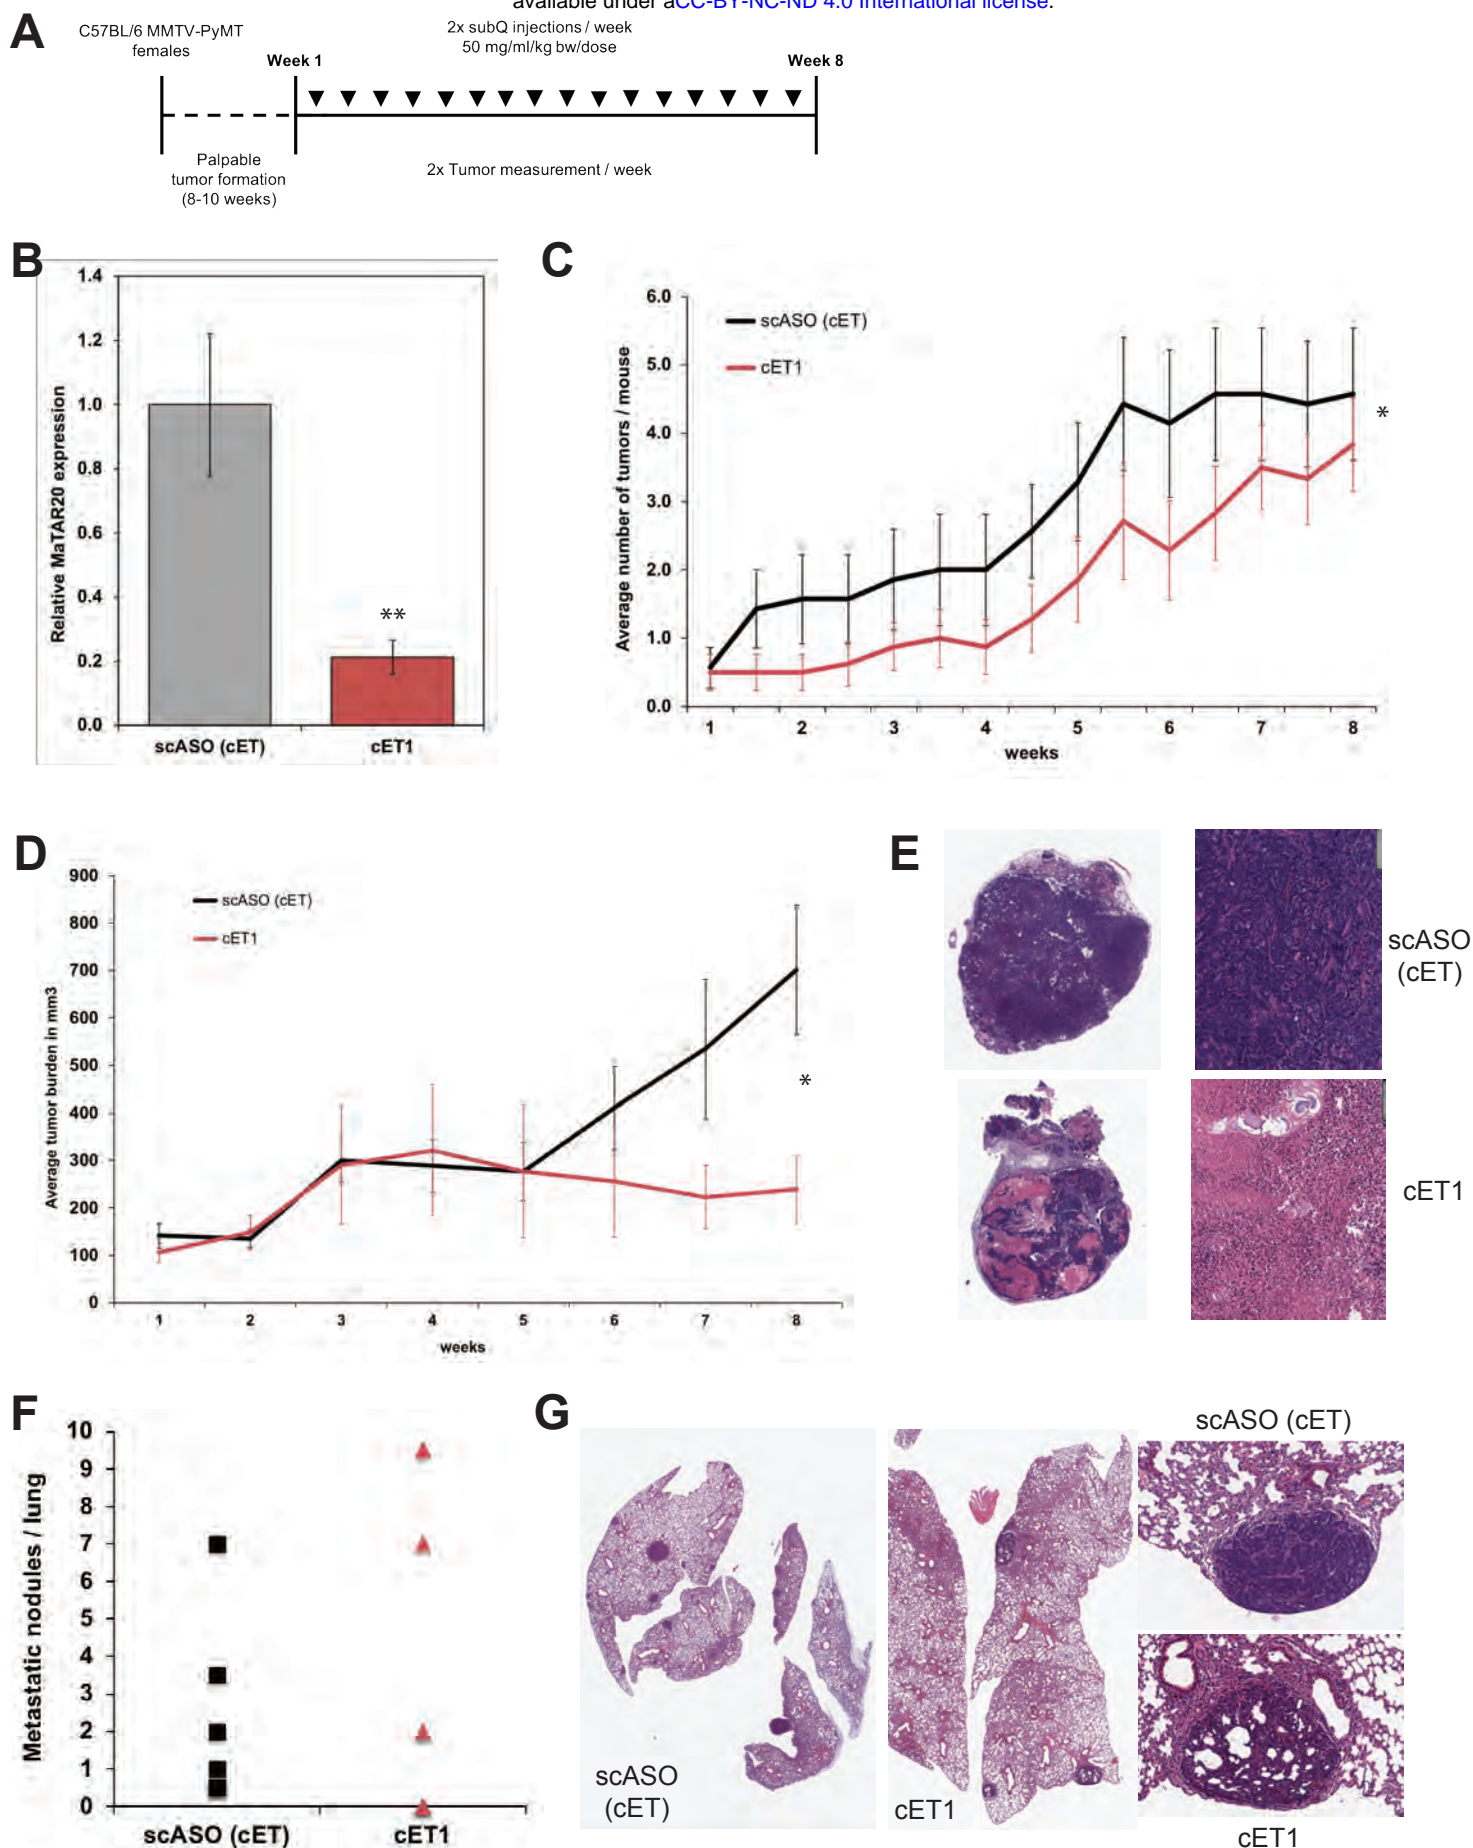 available under aCC-BY-NC-ND 4.0 International license.
A
C57BL/6 MMTV-PyMT
females
2x subQ injections / week
50 mg/ml/kg bw/dose
Week 1
Week 8
Palpable
tumor formation
(8-10 weeks)
2x Tumor measurement / week
B
Relative MaTAR20 expression
1.4
1.2
1.0
0.8
0.6
0.4
0.2
0.0
**
scASO (cET)
cET1
C
Average number of tumors / mouse
6.0
5.0
4.0
3.0
2.0
1.0
0.0
scASO (cET)
cET1
*
1 2 3 4 5 6 7 8
weeks
D
Average tumor burden in mm3
900
800
700
600
500
400
300
200
100
0
scASO (cET)
cET1
*
1 2 3 4 5 6 7 8
weeks
E
scASO
(cET)
cET1
F
Metastatic nodules / lung
10
9
8
7
6
5
4
3
2
1
0
scASO (cET)
cET1
G
scASO
(cET)
cET1
scASO (cET)
cET1